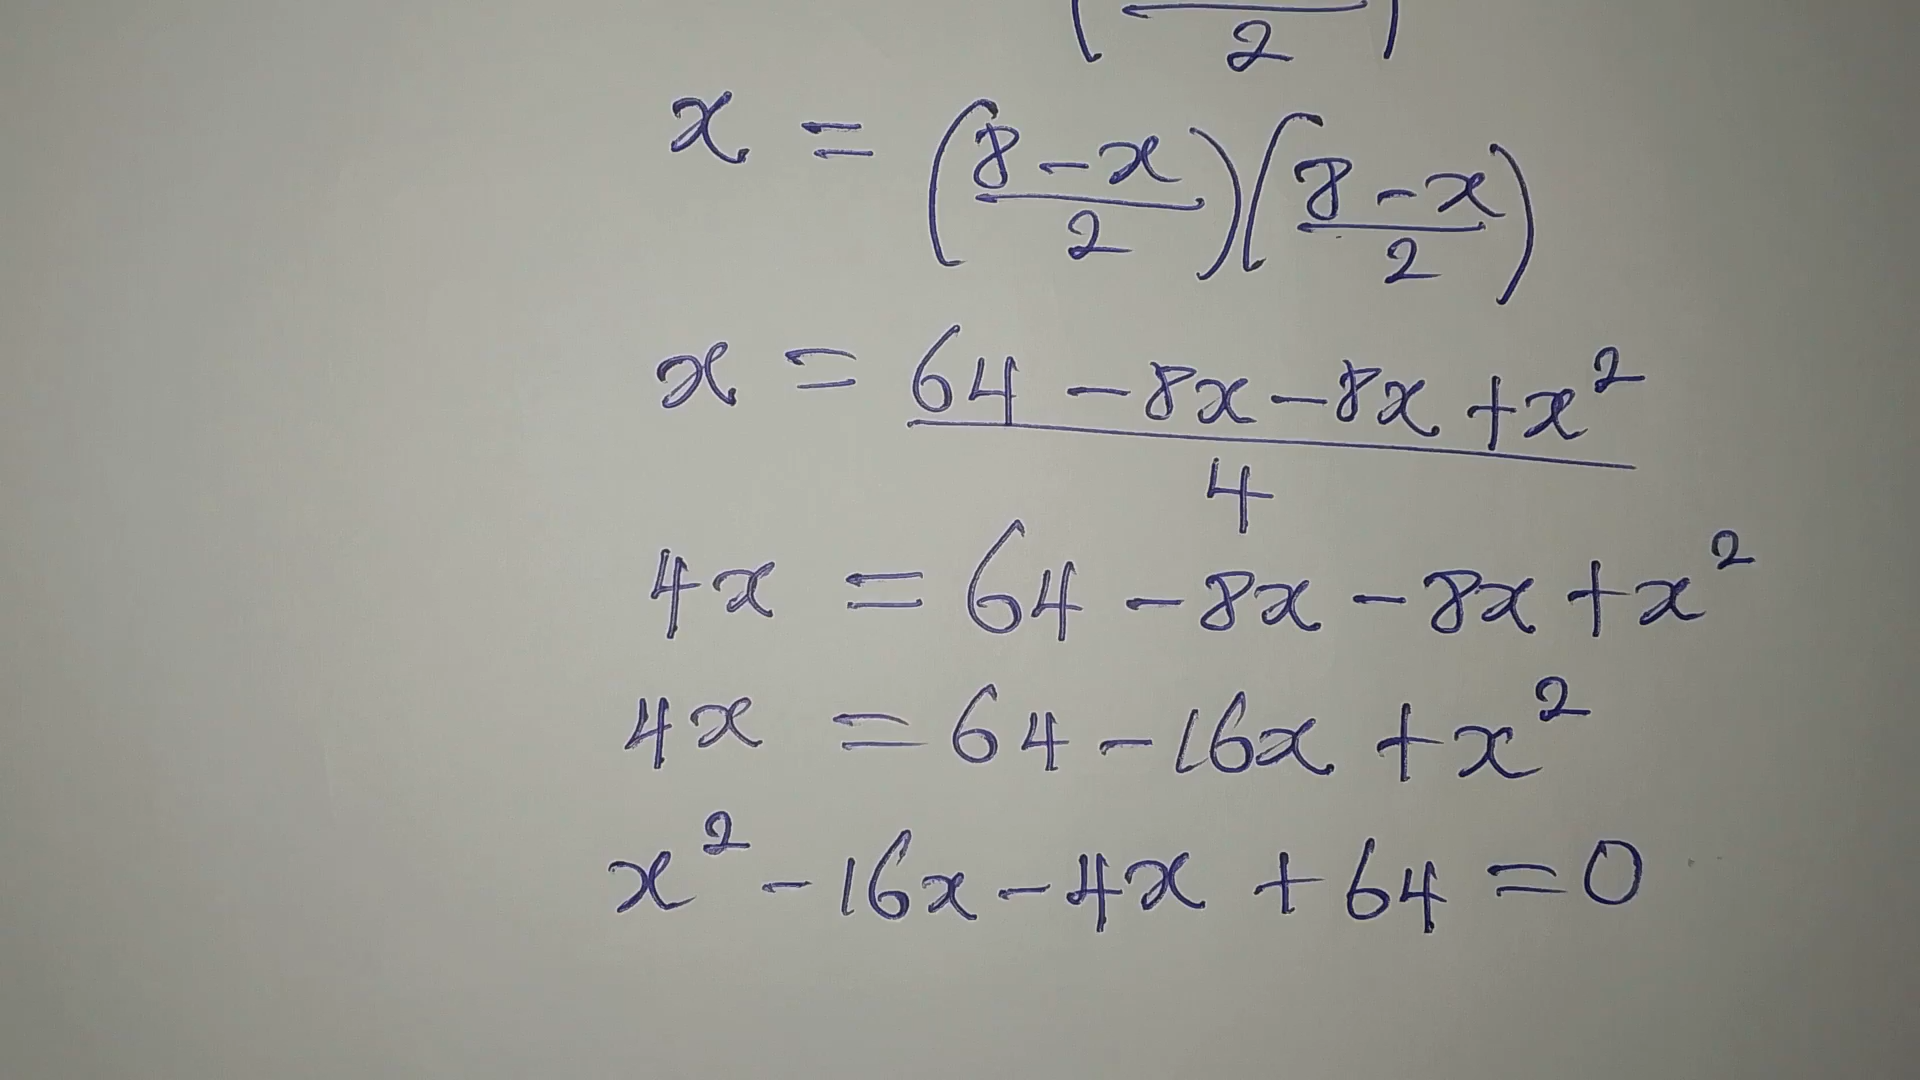 ( — / 2 )
x = ((8 - x)/2)((8 - x)/2)
x = (64 - 8x - 8x + x²)/4
4x = 64 - 8x - 8x + x²
4x = 64 - 16x + x²
x² - 16x - 4x + 64 = 0